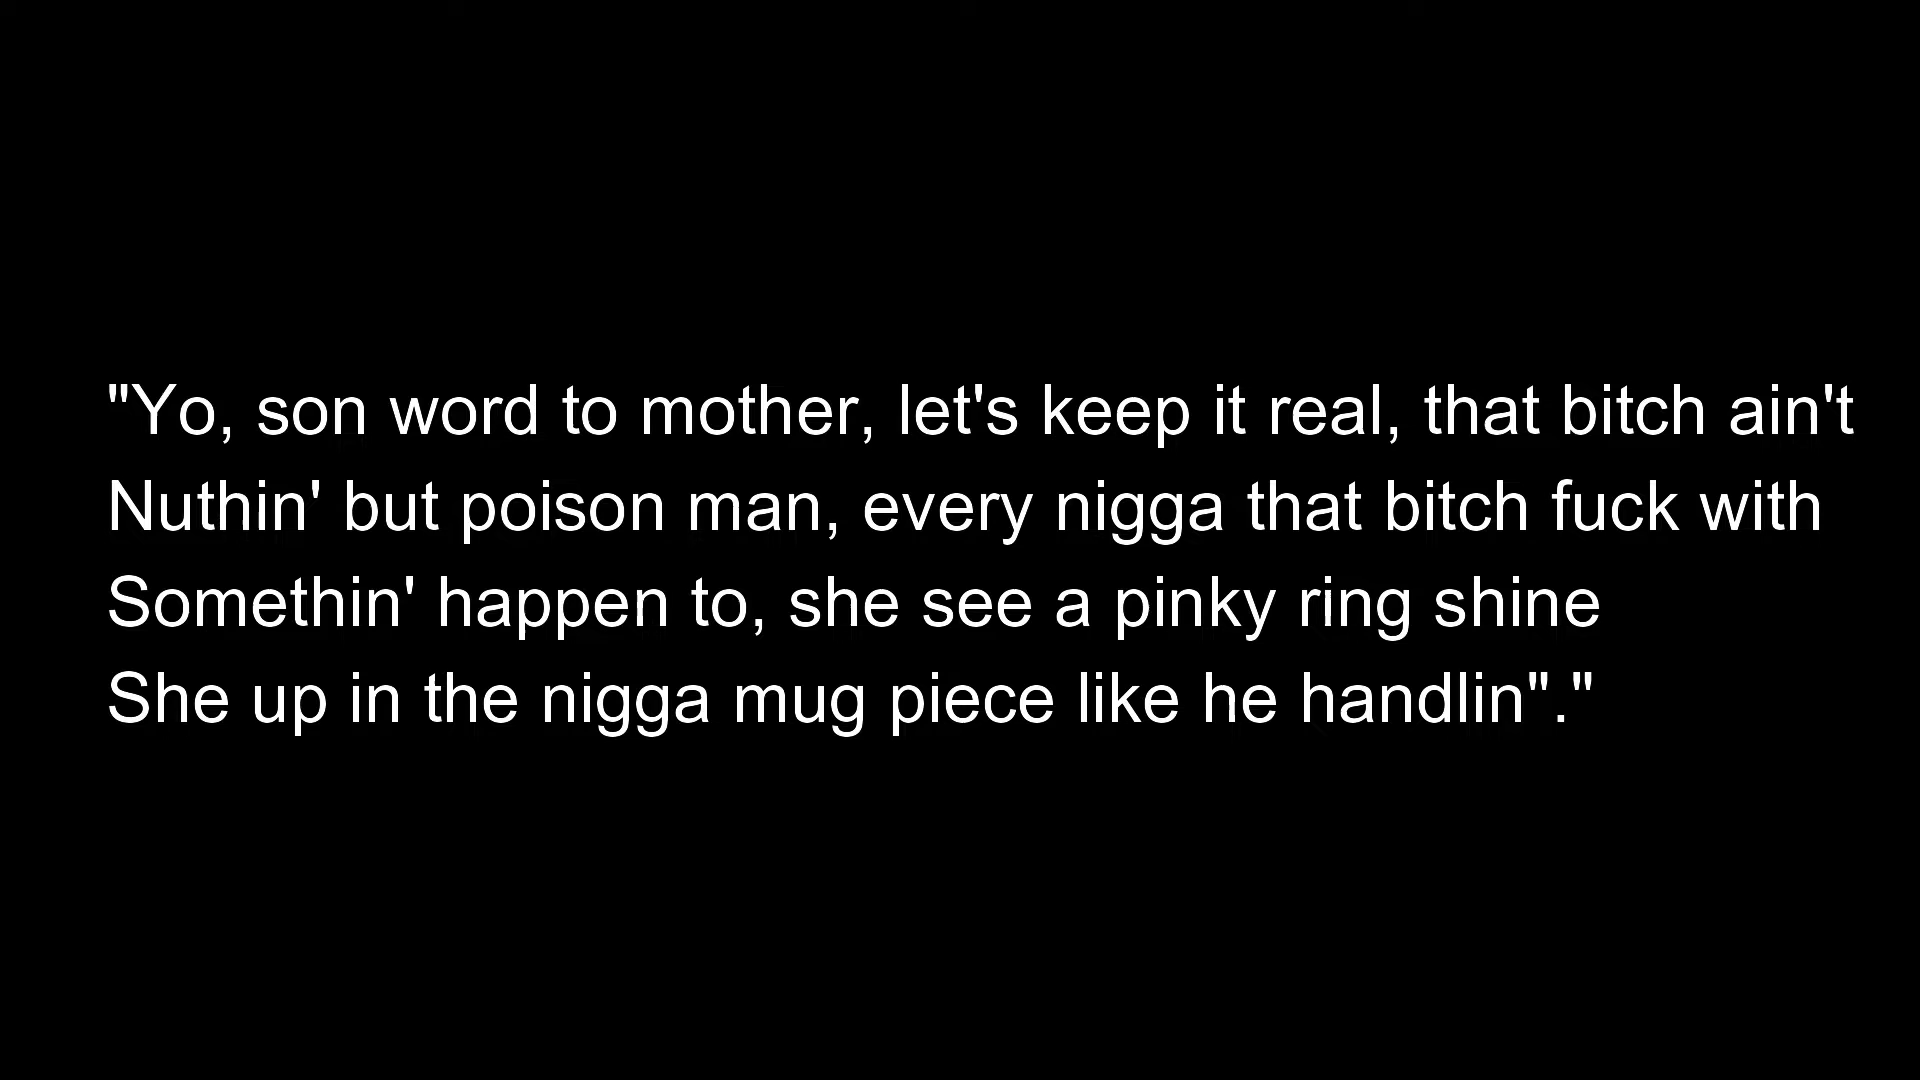 "Yo, son word to mother, let's keep it real, that bitch ain't
Nuthin' but poison man, every nigga that bitch fuck with
Somethin' happen to, she see a pinky ring shine
She up in the nigga mug piece like he handlin"."